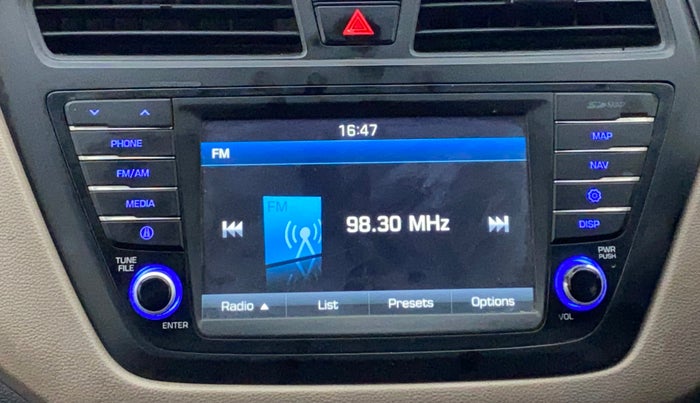 16:47
PHONE
FM/AM
MEDIA
TUNE
FILE
ENTER
FM
FM
98.30 MHz
Radio ▲ List Presets Options
MAP
NAV
DISP
PWR
PUSH
VOL